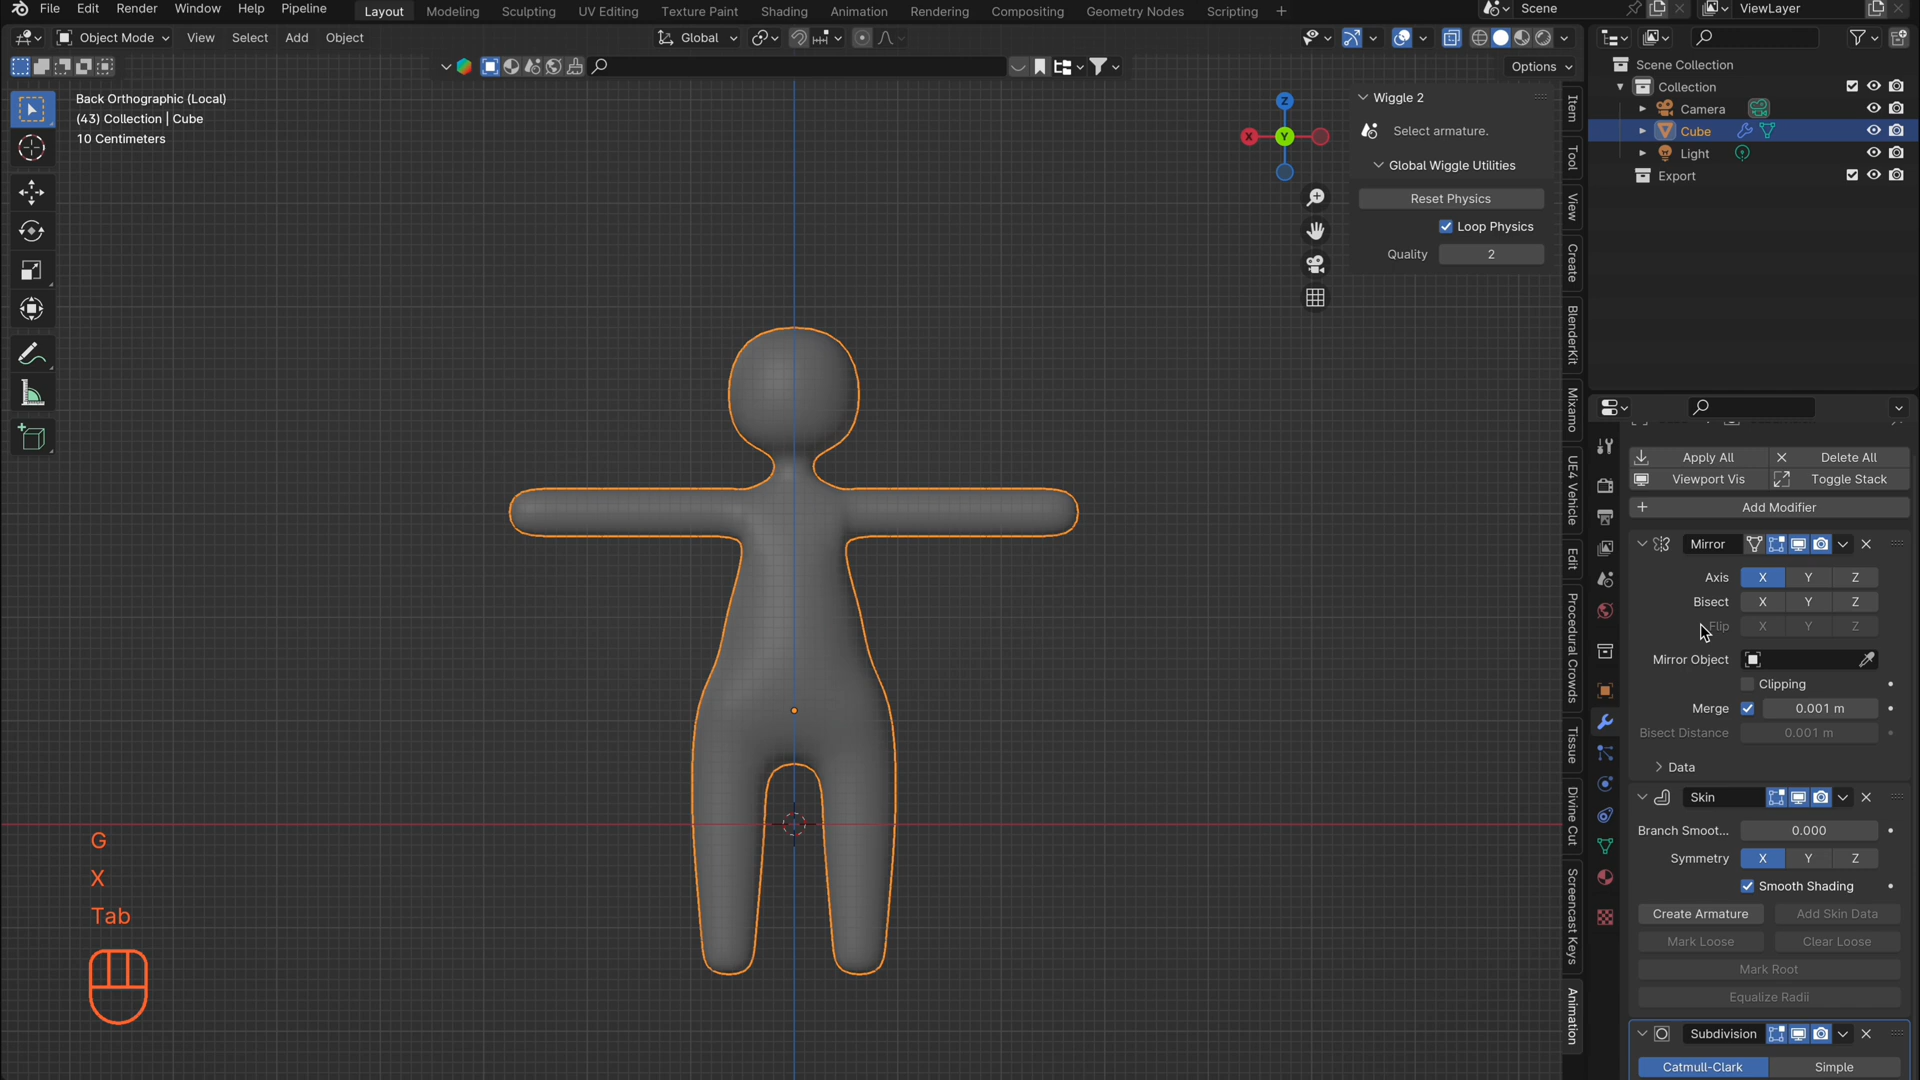 File Edit Render Window Help Pipeline Layout Modeling Sculpting UV Editing Texture Paint Shading Animation Rendering Compositing Geometry Nodes Scripting + Scene ViewLayer
Object Mode View Select Add Object Global
Options
Back Orthographic (Local)
(43) Collection | Cube
10 Centimeters
Z
X
Y
Wiggle 2
Select armature.
Global Wiggle Utilities
Reset Physics
Loop Physics
Quality 2
Item
Tool
View
Create
BlenderKit
Mixamo
UE4 Vehicle
Edit
Procedural Crowds
Tissue
Divine Cut
Screencast Keys
Animation
Scene Collection
Collection
Camera
Cube
Light
Export
Apply All Delete All
Viewport Vis Toggle Stack
Add Modifier
Mirror
Axis X Y Z
Bisect X Y Z
Flip X Y Z
Mirror Object
Clipping
Merge 0.001 m
Bisect Distance 0.001 m
Data
Skin
Branch Smoot... 0.000
Symmetry X Y Z
Smooth Shading
Create Armature Add Skin Data
Mark Loose Clear Loose
Mark Root
Equalize Radii
Subdivision
Catmull-Clark Simple
G
X
Tab